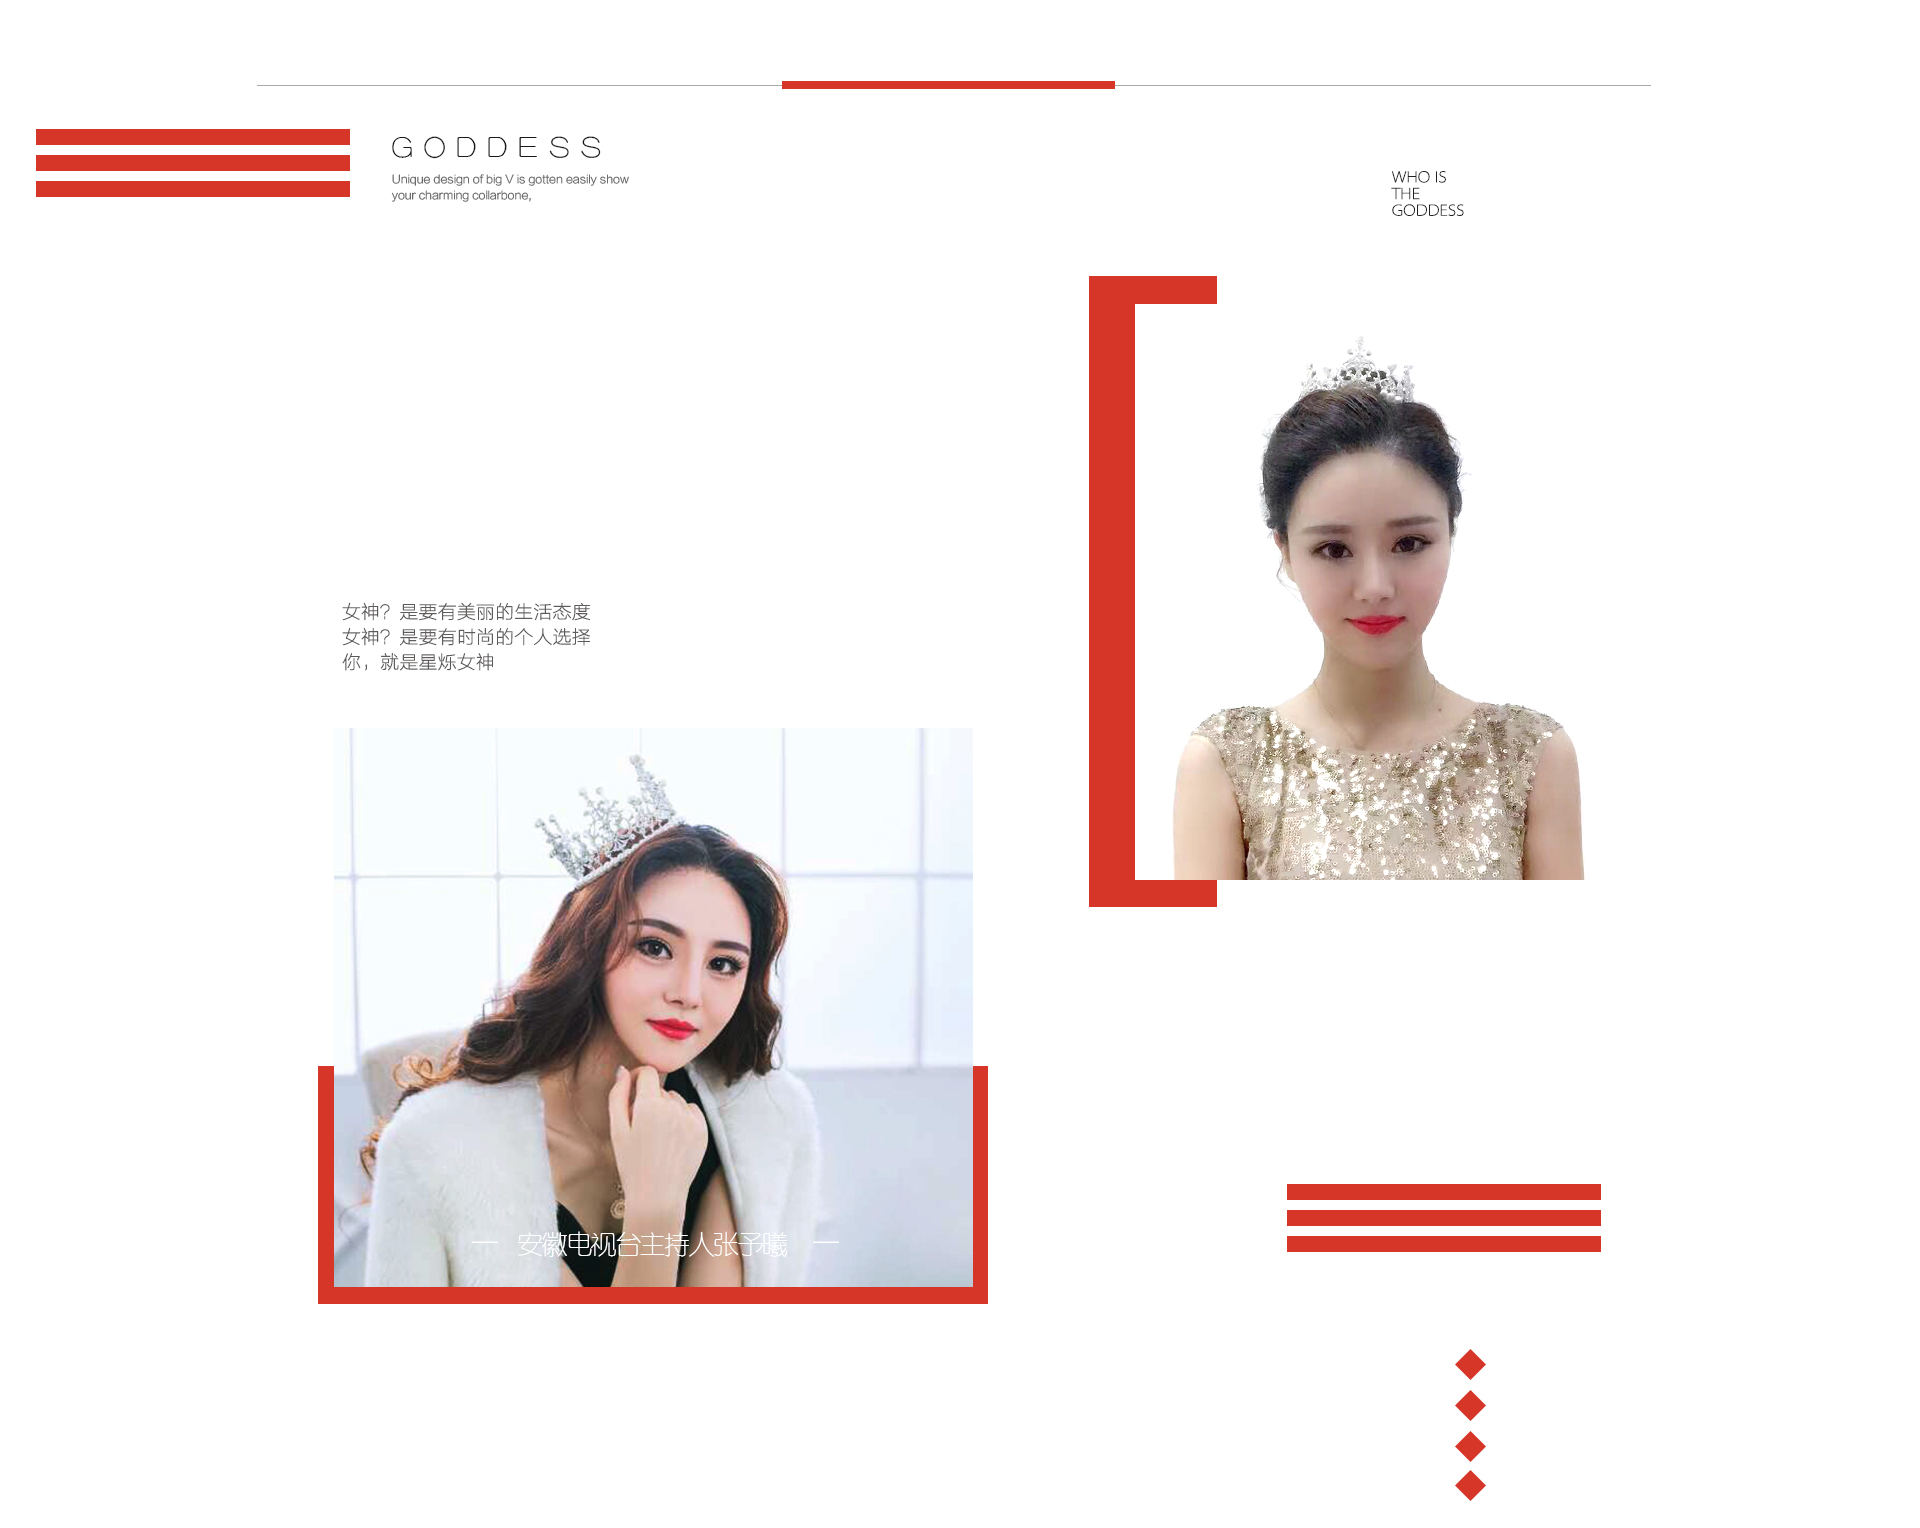 GODDESS
Unique design of big V is gotten easily show
your charming collarbone,
WHO IS
THE
GODDESS
女神？是要有美丽的生活态度
女神？是要有时尚的个人选择
你，就是星烁女神
— 安徽电视台主持人张予曦 —